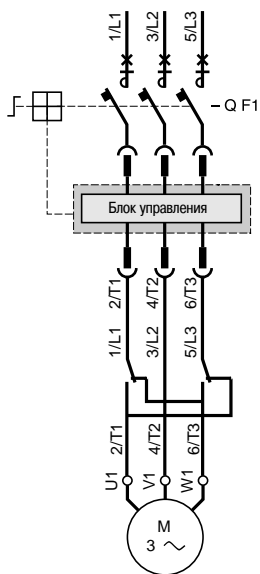 1/L1
3/L2
5/L3
– Q F1
Блок управления
2/T1
4/T2
6/T3
1/L1
3/L2
5/L3
2/T1
4/T2
6/T3
U1
V1
W1
M
3 ~